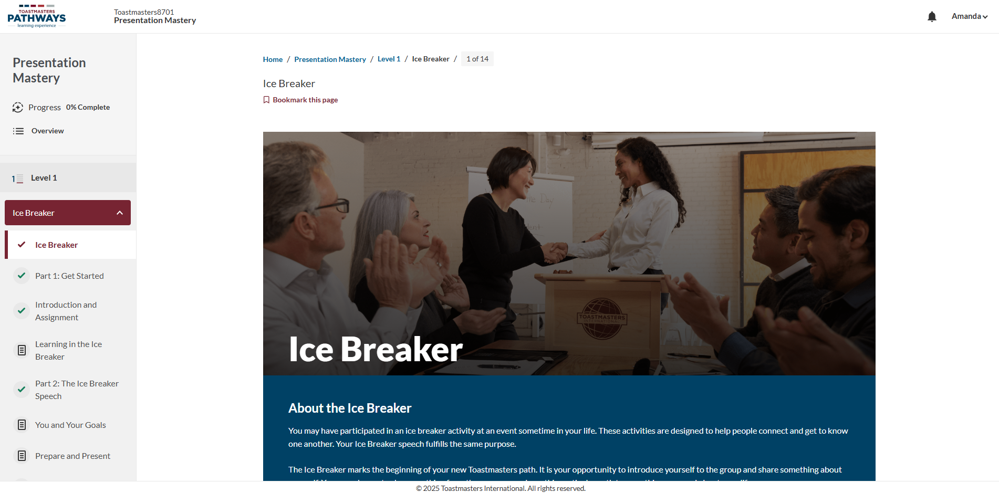 TOASTMASTERS
PATHWAYS
learning experience
Toastmasters8701
Presentation Mastery
Amanda
Presentation
Mastery
Progress 0% Complete
Overview
1 Level 1
Ice Breaker
Ice Breaker
Part 1: Get Started
Introduction and
Assignment
Learning in the Ice
Breaker
Part 2: The Ice Breaker
Speech
You and Your Goals
Prepare and Present
Home / Presentation Mastery / Level 1 / Ice Breaker / 1 of 14
Ice Breaker
Bookmark this page
the Day
TOASTMASTERS
INTERNATIONAL
Ice Breaker
About the Ice Breaker
You may have participated in an ice breaker activity at an event sometime in your life. These activities are designed to help people connect and get to know
one another. Your Ice Breaker speech fulfills the same purpose.
The Ice Breaker marks the beginning of your new Toastmasters path. It is your opportunity to introduce yourself to the group and share something about
© 2025 Toastmasters International. All rights reserved.